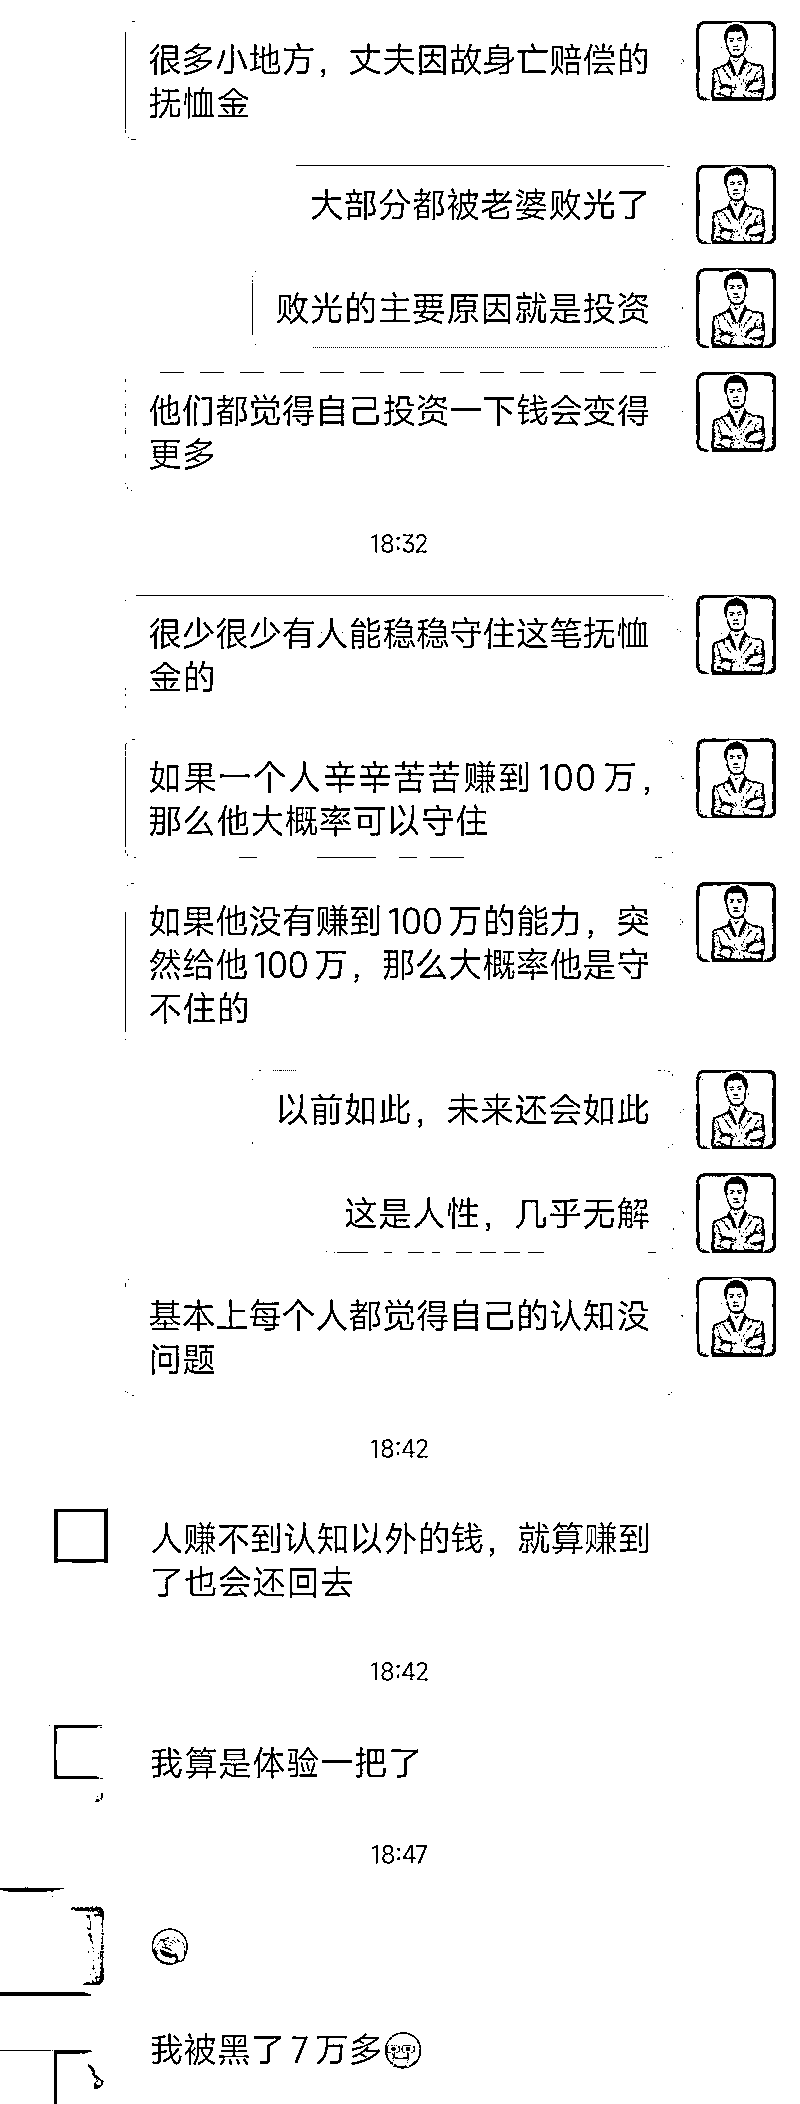 很多小地方，丈夫因故身亡赔偿的
抚恤金
大部分都被老婆败光了
败光的主要原因就是投资
他们都觉得自己投资一下钱会变得
更多
18:32
很少很少有人能稳稳守住这笔抚恤
金的
如果一个人辛辛苦苦赚到100万，
那么他大概率可以守住
如果他没有赚到100万的能力，突
然给他100万，那么大概率他是守
不住的
以前如此，未来还会如此
这是人性，几乎无解
基本上每个人都觉得自己的认知没
问题
18:42
人赚不到认知以外的钱，就算赚到
了也会还回去
18:42
我算是体验一把了
18:47
我被黑了7万多